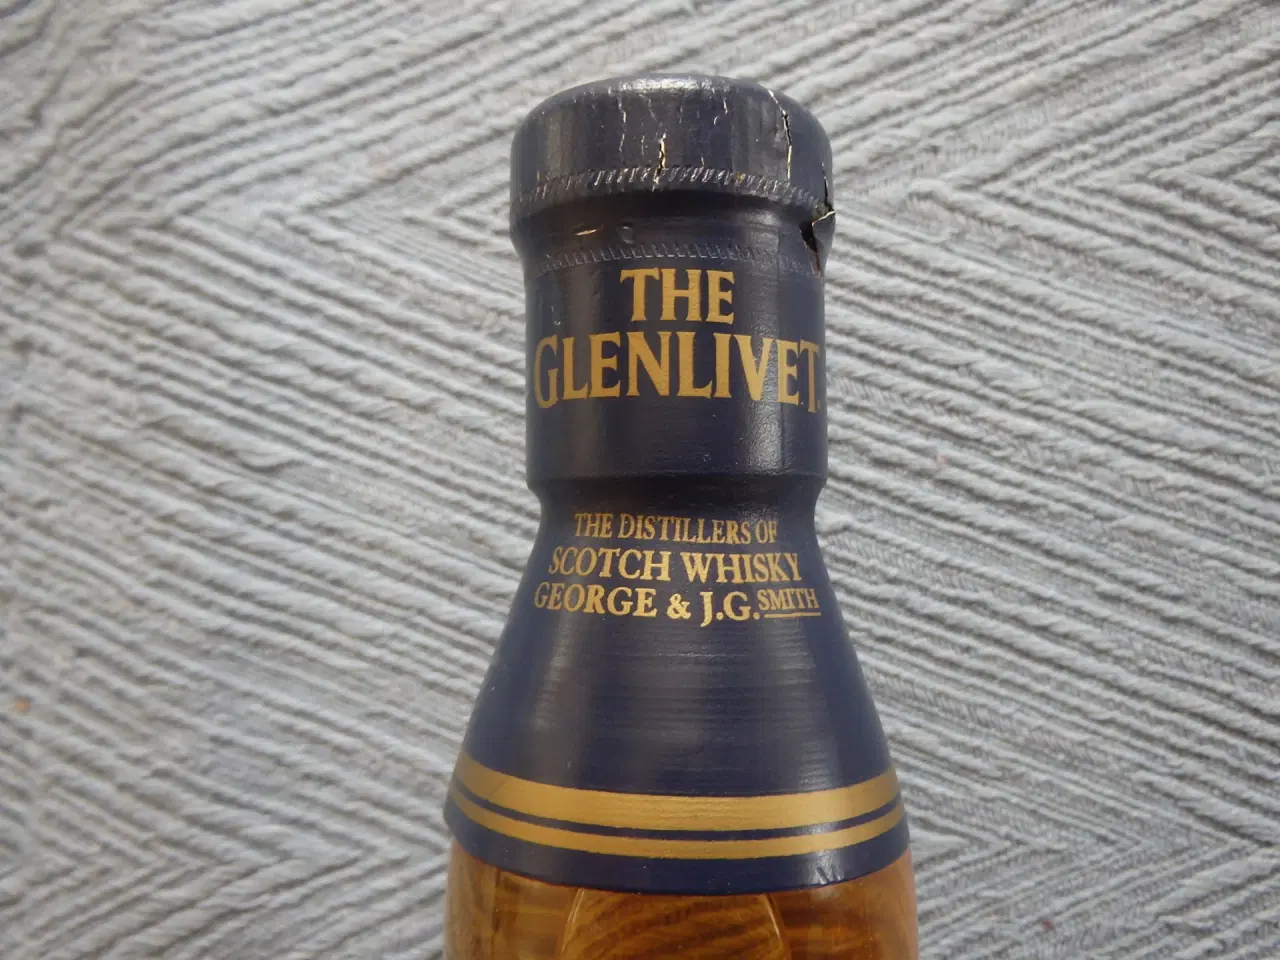 THE
GLENLIVET.
THE DISTILLERS OF
SCOTCH WHISKY
GEORGE & J.G. SMITH